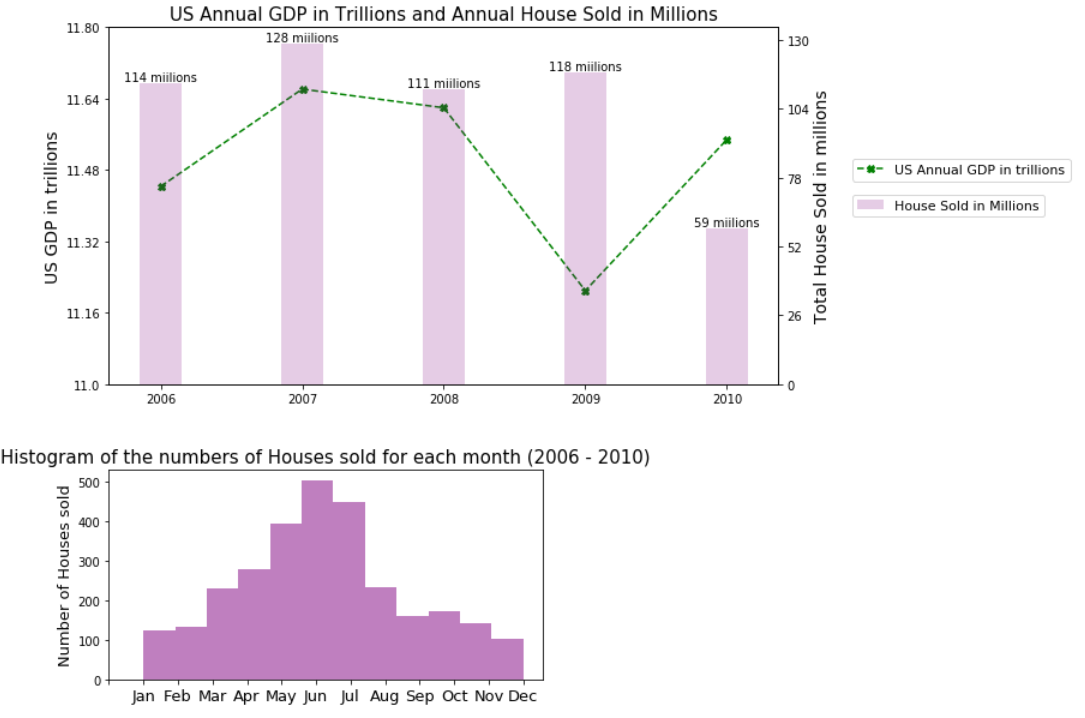 US Annual GDP in Trillions and Annual House Sold in Millions
11.80
11.64
11.48
11.32
11.16
11.0
US GDP in trillions
114 miilions
128 miilions
111 miilions
118 miilions
59 miilions
130
104
78
52
26
0
Total House Sold in millions
2006 2007 2008 2009 2010
US Annual GDP in trillions
House Sold in Millions
Histogram of the numbers of Houses sold for each month (2006 - 2010)
500
400
300
200
100
0
Number of Houses sold
Jan Feb Mar Apr May Jun Jul Aug Sep Oct Nov Dec